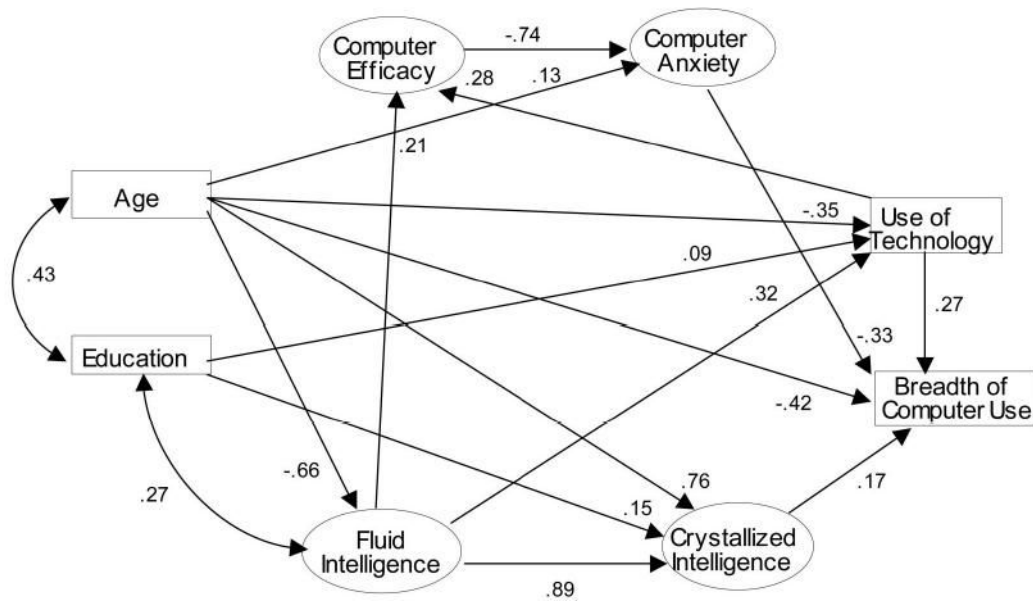 Computer
Efficacy
-.74
Computer
Anxiety
.28
.13
.21
Age
-.35
Use of
Technology
.43
.09
.32
.27
-.33
Education
Breadth of
Computer Use
-.42
-.66
.76
.17
.27
.15
Fluid
Intelligence
Crystallized
Intelligence
.89